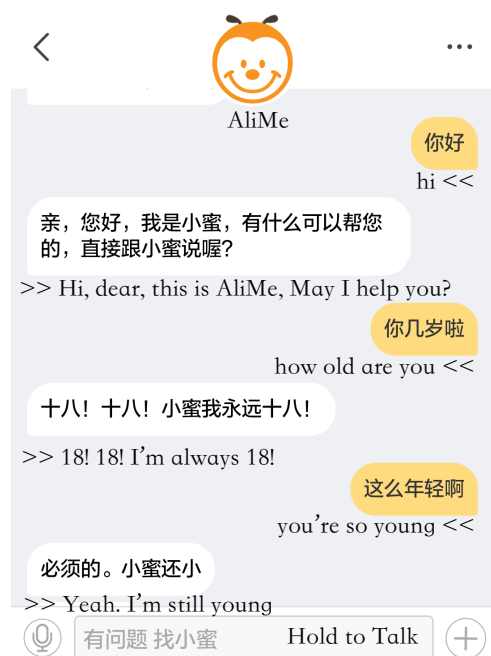 AliMe
你好
hi <<
亲，您好，我是小蜜，有什么可以帮您
的，直接跟小蜜说喔？
>> Hi, dear, this is AliMe, May I help you?
你几岁啦
how old are you <<
十八！十八！小蜜我永远十八！
>> 18! 18! I'm always 18!
这么年轻啊
you're so young <<
必须的。小蜜还小
>> Yeah. I'm still young
有问题 找小蜜 Hold to Talk